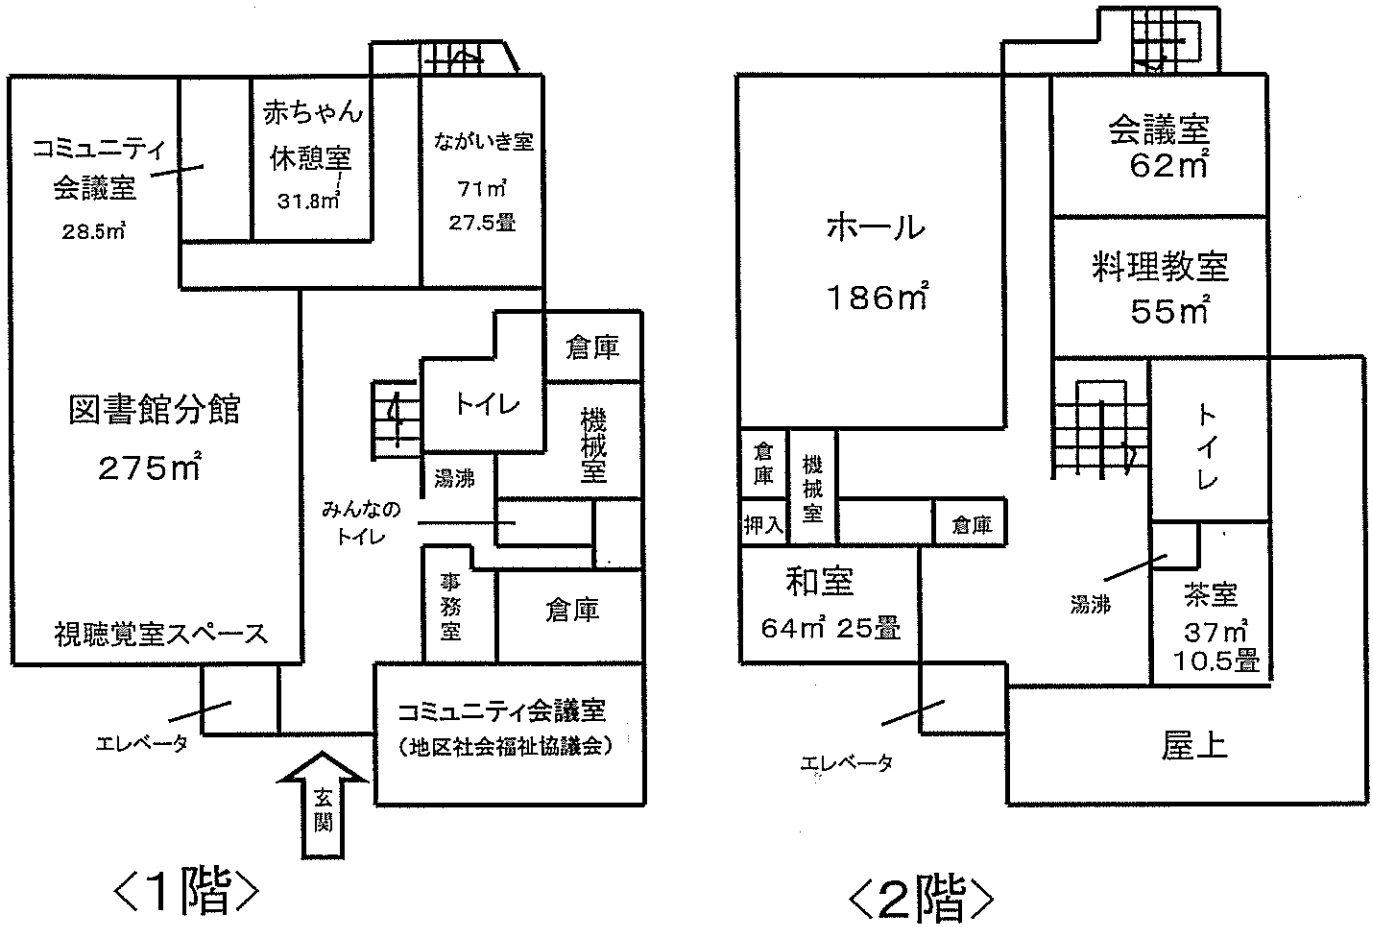 コミュニティ
会議室
28.5㎡
赤ちゃん
休憩室
31.8㎡
ながいき室
71㎡
27.5畳
図書館分館
275㎡
視聴覚室スペース
トイレ
倉庫
機械室
湯沸
みんなの
トイレ
事務室
倉庫
コミュニティ会議室
（地区社会福祉協議会）
エレベータ
玄関
＜1階＞
ホール
186㎡
会議室
62㎡
料理教室
55㎡
トイレ
倉庫
機械室
押入
倉庫
和室
64㎡ 25畳
湯沸
茶室
37㎡
10.5畳
エレベータ
屋上
＜2階＞